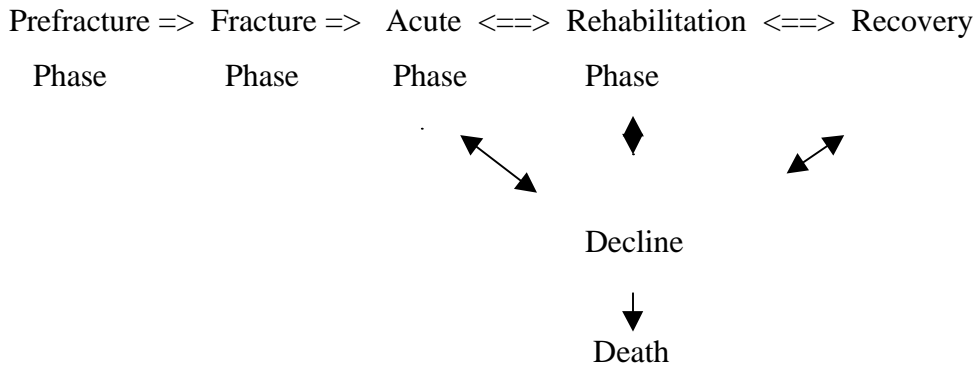 Prefracture => Fracture => Acute <==> Rehabilitation <==> Recovery
Phase Phase Phase Phase
Decline
Death